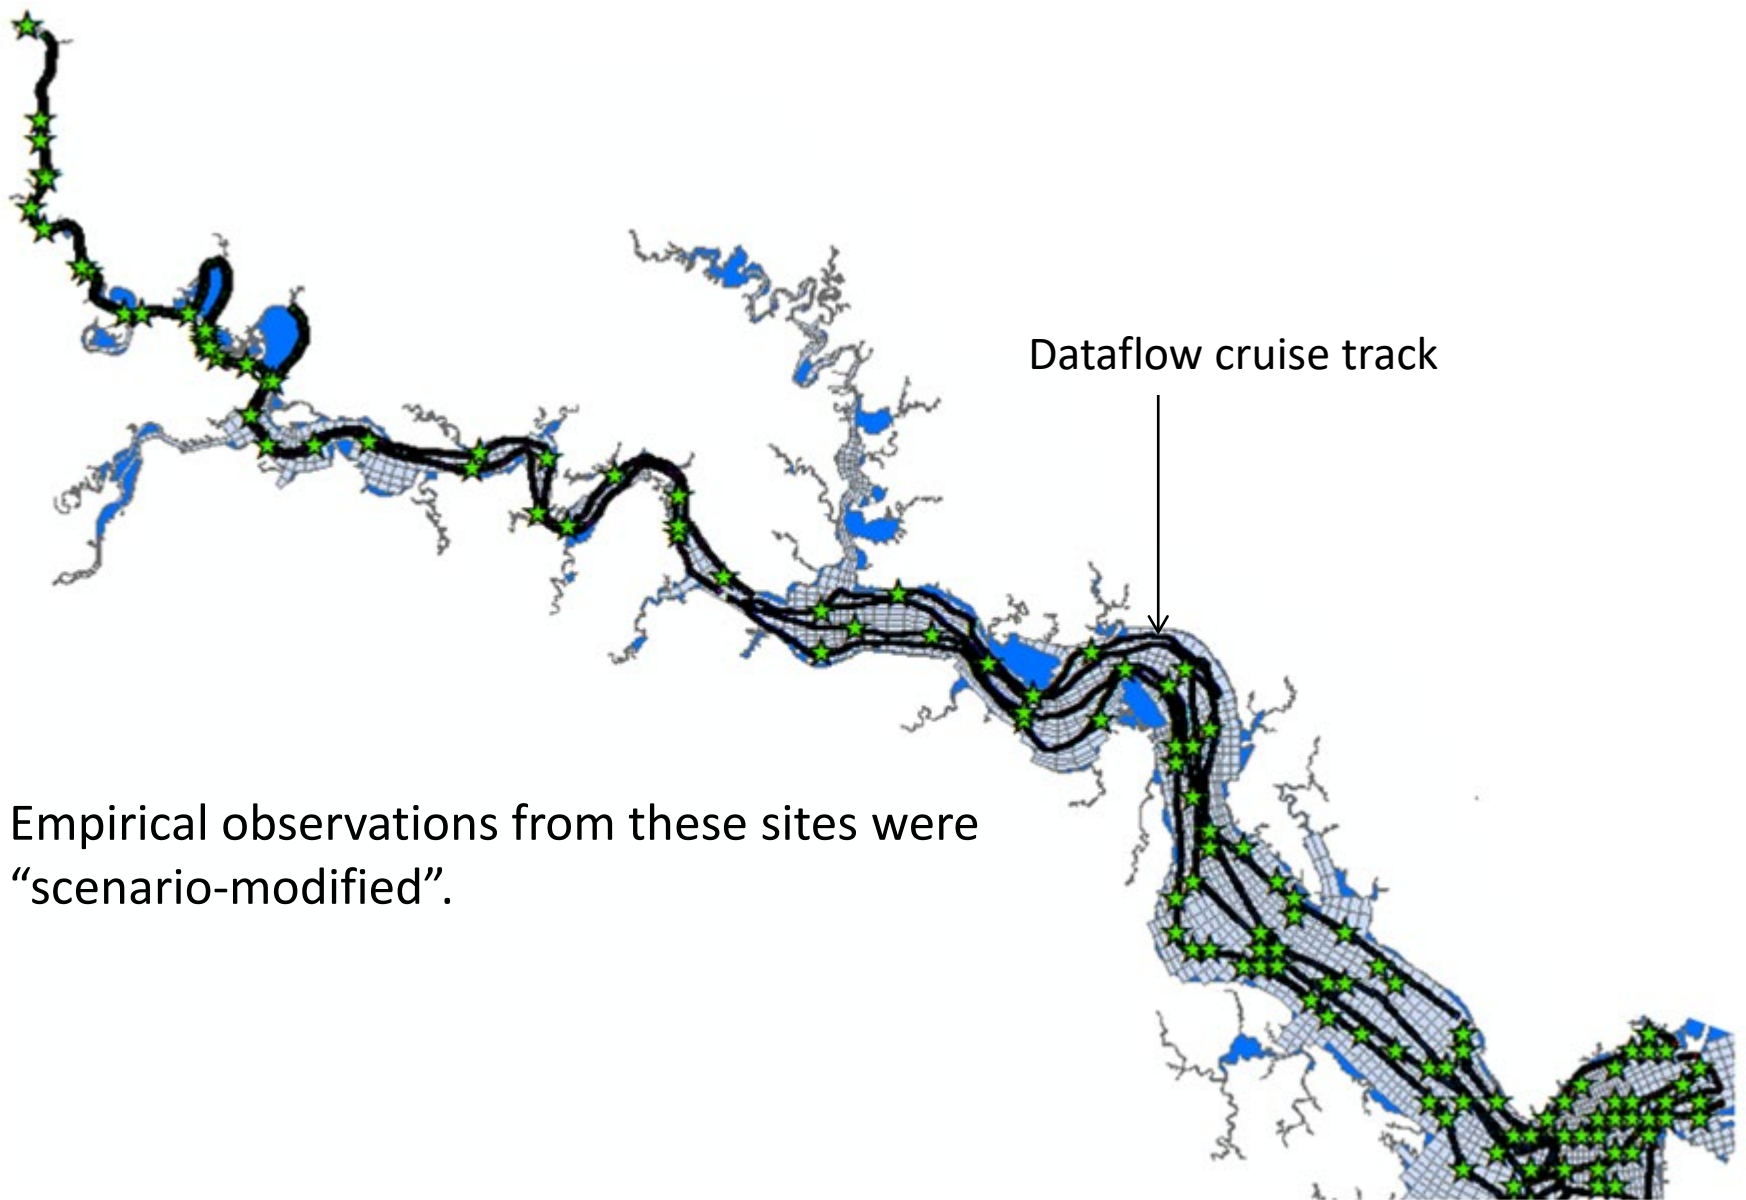 Dataflow cruise track
Empirical observations from these sites were
“scenario-modified”.